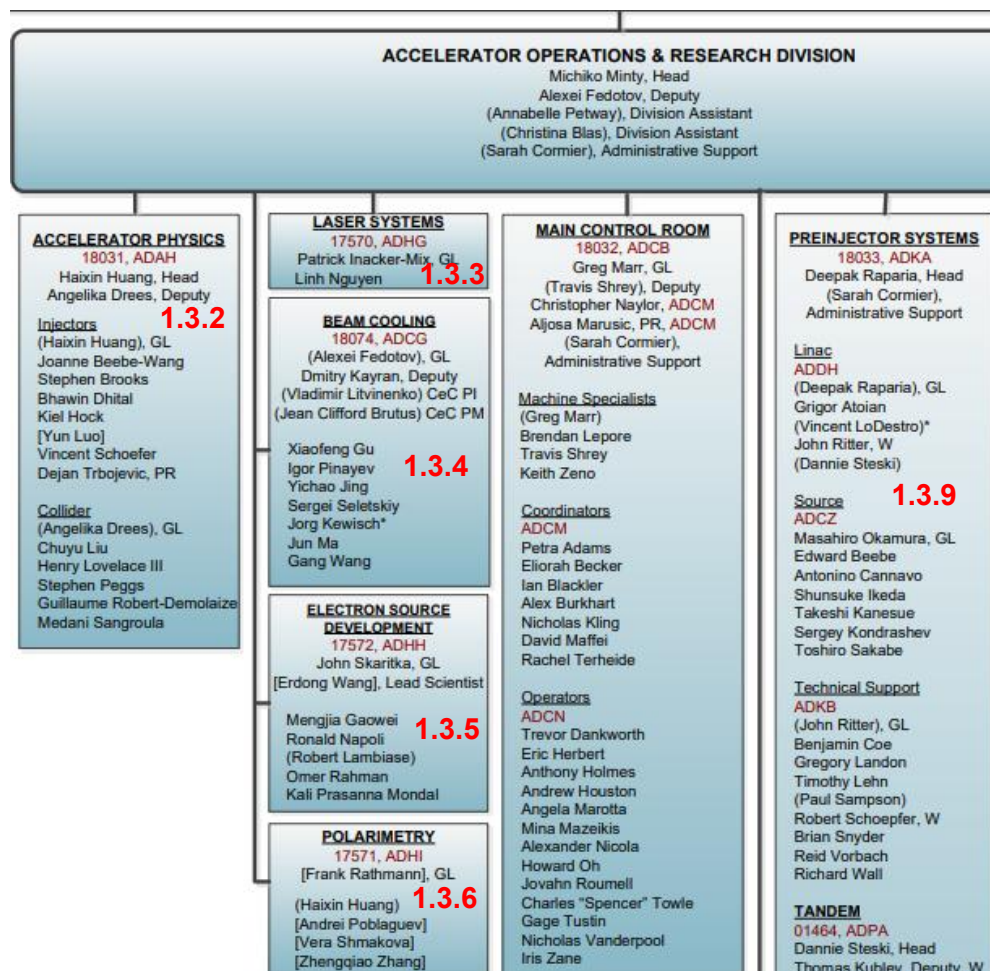 ACCELERATOR OPERATIONS & RESEARCH DIVISION
Michiko Minty, Head
Alexei Fedotov, Deputy
(Annabelle Petway), Division Assistant
(Christina Blas), Division Assistant
(Sarah Cormier), Administrative Support
ACCELERATOR PHYSICS
18031, ADAH
Haixin Huang, Head
Angelika Drees, Deputy
1.3.2
Injectors
(Haixin Huang), GL
Joanne Beebe-Wang
Stephen Brooks
Bhawin Dhital
Kiel Hock
[Yun Luo]
Vincent Schoefer
Dejan Trbojevic, PR
Collider
(Angelika Drees), GL
Chuyu Liu
Henry Lovelace III
Stephen Peggs
Guillaume Robert-Demolaize
Medani Sangroula
LASER SYSTEMS
17570, ADHG
Patrick Inacker-Mix, GL
Linh Nguyen
1.3.3
BEAM COOLING
18074, ADCG
(Alexei Fedotov), GL
Dmitry Kayran, Deputy
(Vladimir Litvinenko) CeC PI
(Jean Clifford Brutus) CeC PM
Xiaofeng Gu
Igor Pinayev
1.3.4
Yichao Jing
Sergei Seletskiy
Jorg Kewisch*
Jun Ma
Gang Wang
ELECTRON SOURCE
DEVELOPMENT
17572, ADHH
John Skaritka, GL
[Erdong Wang], Lead Scientist
Mengjia Gaowei
1.3.5
Ronald Napoli
(Robert Lambiase)
Omer Rahman
Kali Prasanna Mondal
POLARIMETRY
17571, ADHI
[Frank Rathmann], GL
1.3.6
(Haixin Huang)
[Andrei Poblaguev]
[Vera Shmakova]
[Zhengqiao Zhang]
MAIN CONTROL ROOM
18032, ADCB
Greg Marr, GL
(Travis Shrey), Deputy
Christopher Naylor, ADCM
Aljosa Marusic, PR, ADCM
(Sarah Cormier),
Administrative Support
Machine Specialists
(Greg Marr)
Brendan Lepore
Travis Shrey
Keith Zeno
Coordinators
ADCM
Petra Adams
Eliorah Becker
Ian Blackler
Alex Burkhart
Nicholas Kling
David Maffei
Rachel Terheide
Operators
ADCN
Trevor Dankworth
Eric Herbert
Anthony Holmes
Andrew Houston
Angela Marotta
Mina Mazeikis
Alexander Nicola
Howard Oh
Jovahn Roumell
Charles “Spencer” Towle
Gage Tustin
Nicholas Vanderpool
Iris Zane
PREINJECTOR SYSTEMS
18033, ADKA
Deepak Raparia, Head
(Sarah Cormier),
Administrative Support
Linac
ADDH
(Deepak Raparia), GL
Grigor Atoian
(Vincent LoDestro)*
John Ritter, W
(Dannie Steski)
1.3.9
Source
ADCZ
Masahiro Okamura, GL
Edward Beebe
Antonino Cannavo
Shunsuke Ikeda
Takeshi Kanesue
Sergey Kondrashev
Toshiro Sakabe
Technical Support
ADKB
(John Ritter), GL
Benjamin Coe
Gregory Landon
Timothy Lehn
(Paul Sampson)
Robert Schoepfer, W
Brian Snyder
Reid Vorbach
Richard Wall
TANDEM
01464, ADPA
Dannie Steski, Head
Thomas Kubley, Deputy, W